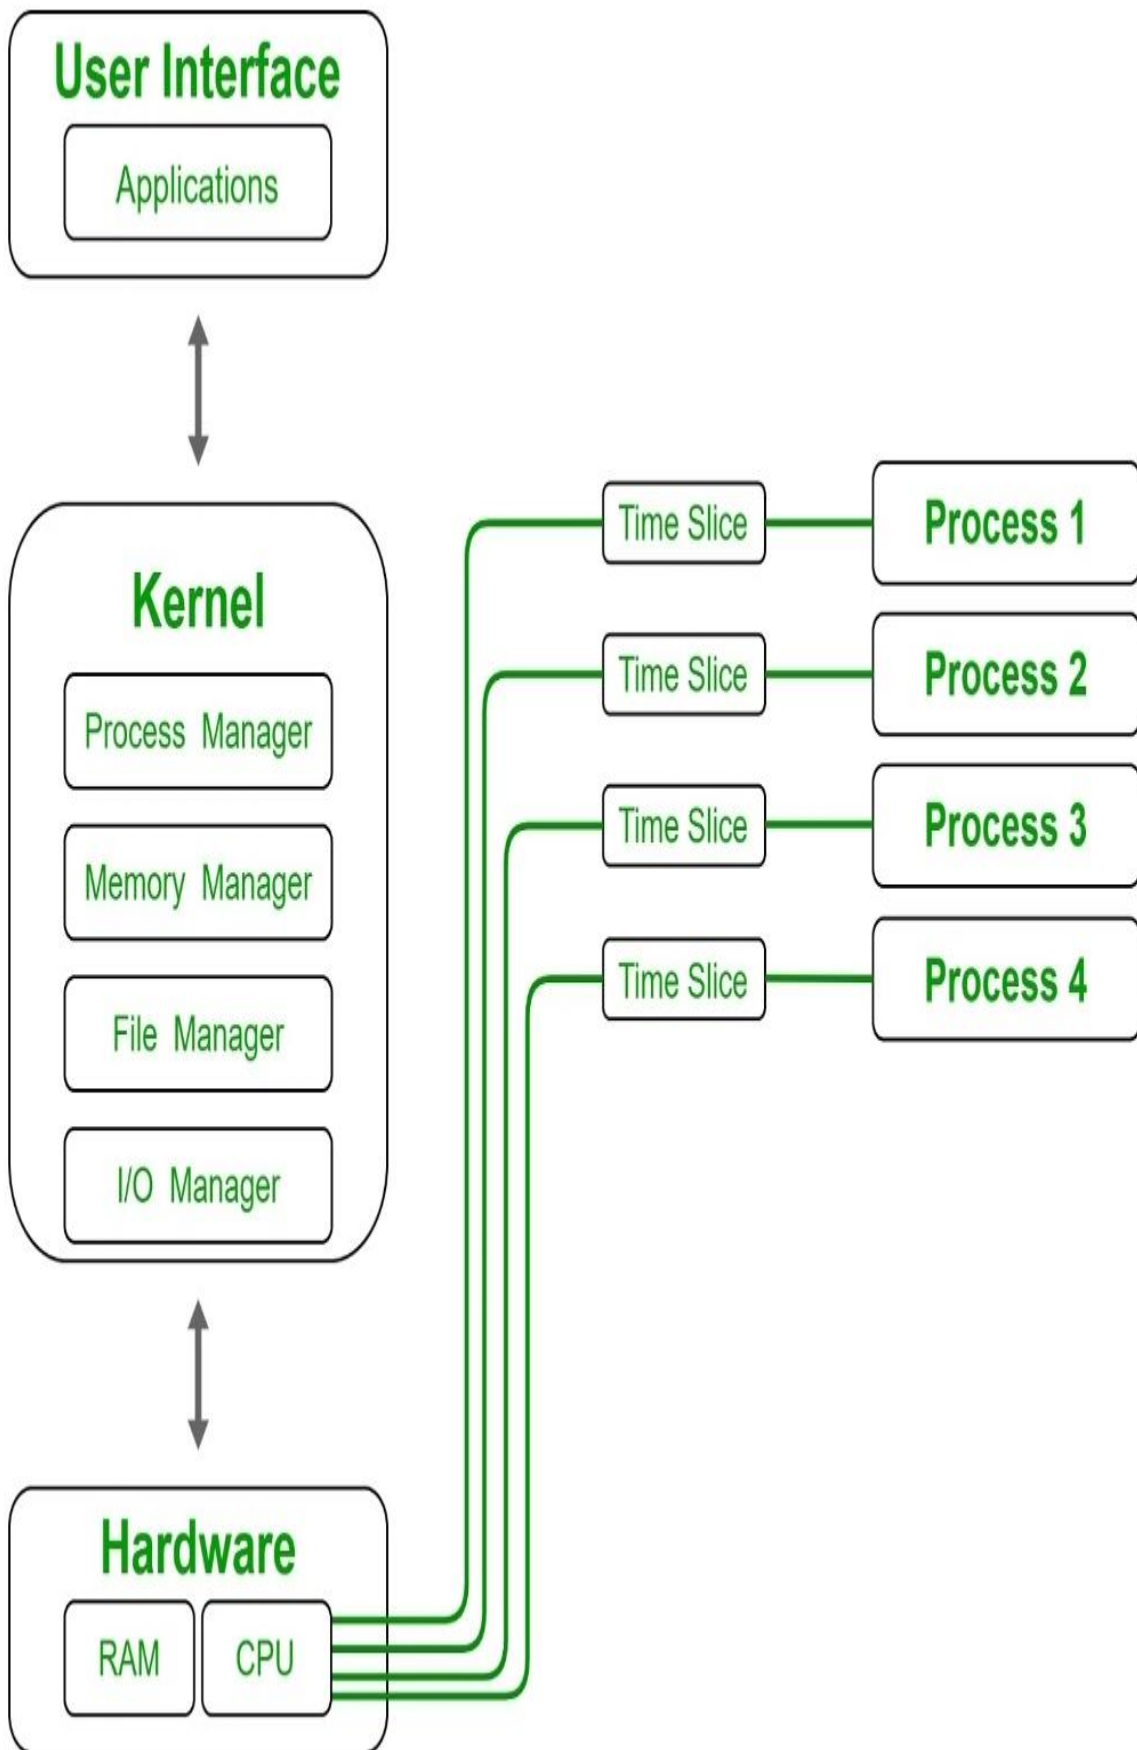 User Interface
Applications
Kernel
Process Manager
Memory Manager
File Manager
I/O Manager
Hardware
RAM
CPU
Time Slice
Process 1
Time Slice
Process 2
Time Slice
Process 3
Time Slice
Process 4